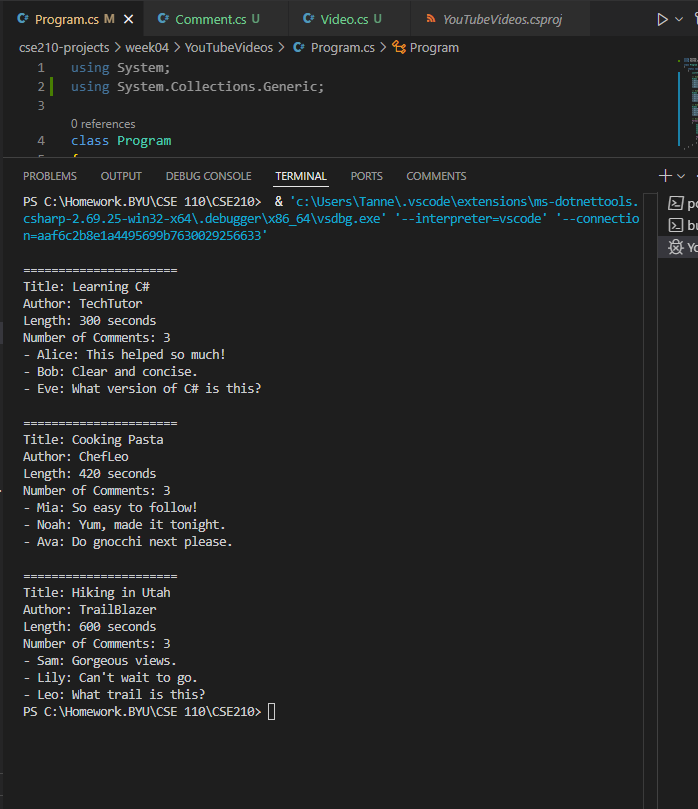 Program.cs M
Comment.cs U
Video.cs U
YouTubeVideos.csproj
cse210-projects > week04 > YouTubeVideos > Program.cs > Program
1 using System;
2 using System.Collections.Generic;
3
0 references
4 class Program
PROBLEMS OUTPUT DEBUG CONSOLE TERMINAL PORTS COMMENTS
PS C:\Homework.BYU\CSE 110\CSE210> & 'c:\Users\Tanne\.vscode\extensions\ms-dotnettools.
csharp-2.69.25-win32-x64\.debugger\x86_64\vsdbg.exe' '--interpreter=vscode' '--connectio
n=aaf6c2b8e1a4495699b7630029256633'
======================
Title: Learning C#
Author: TechTutor
Length: 300 seconds
Number of Comments: 3
- Alice: This helped so much!
- Bob: Clear and concise.
- Eve: What version of C# is this?
======================
Title: Cooking Pasta
Author: ChefLeo
Length: 420 seconds
Number of Comments: 3
- Mia: So easy to follow!
- Noah: Yum, made it tonight.
- Ava: Do gnocchi next please.
======================
Title: Hiking in Utah
Author: TrailBlazer
Length: 600 seconds
Number of Comments: 3
- Sam: Gorgeous views.
- Lily: Can't wait to go.
- Leo: What trail is this?
PS C:\Homework.BYU\CSE 110\CSE210>